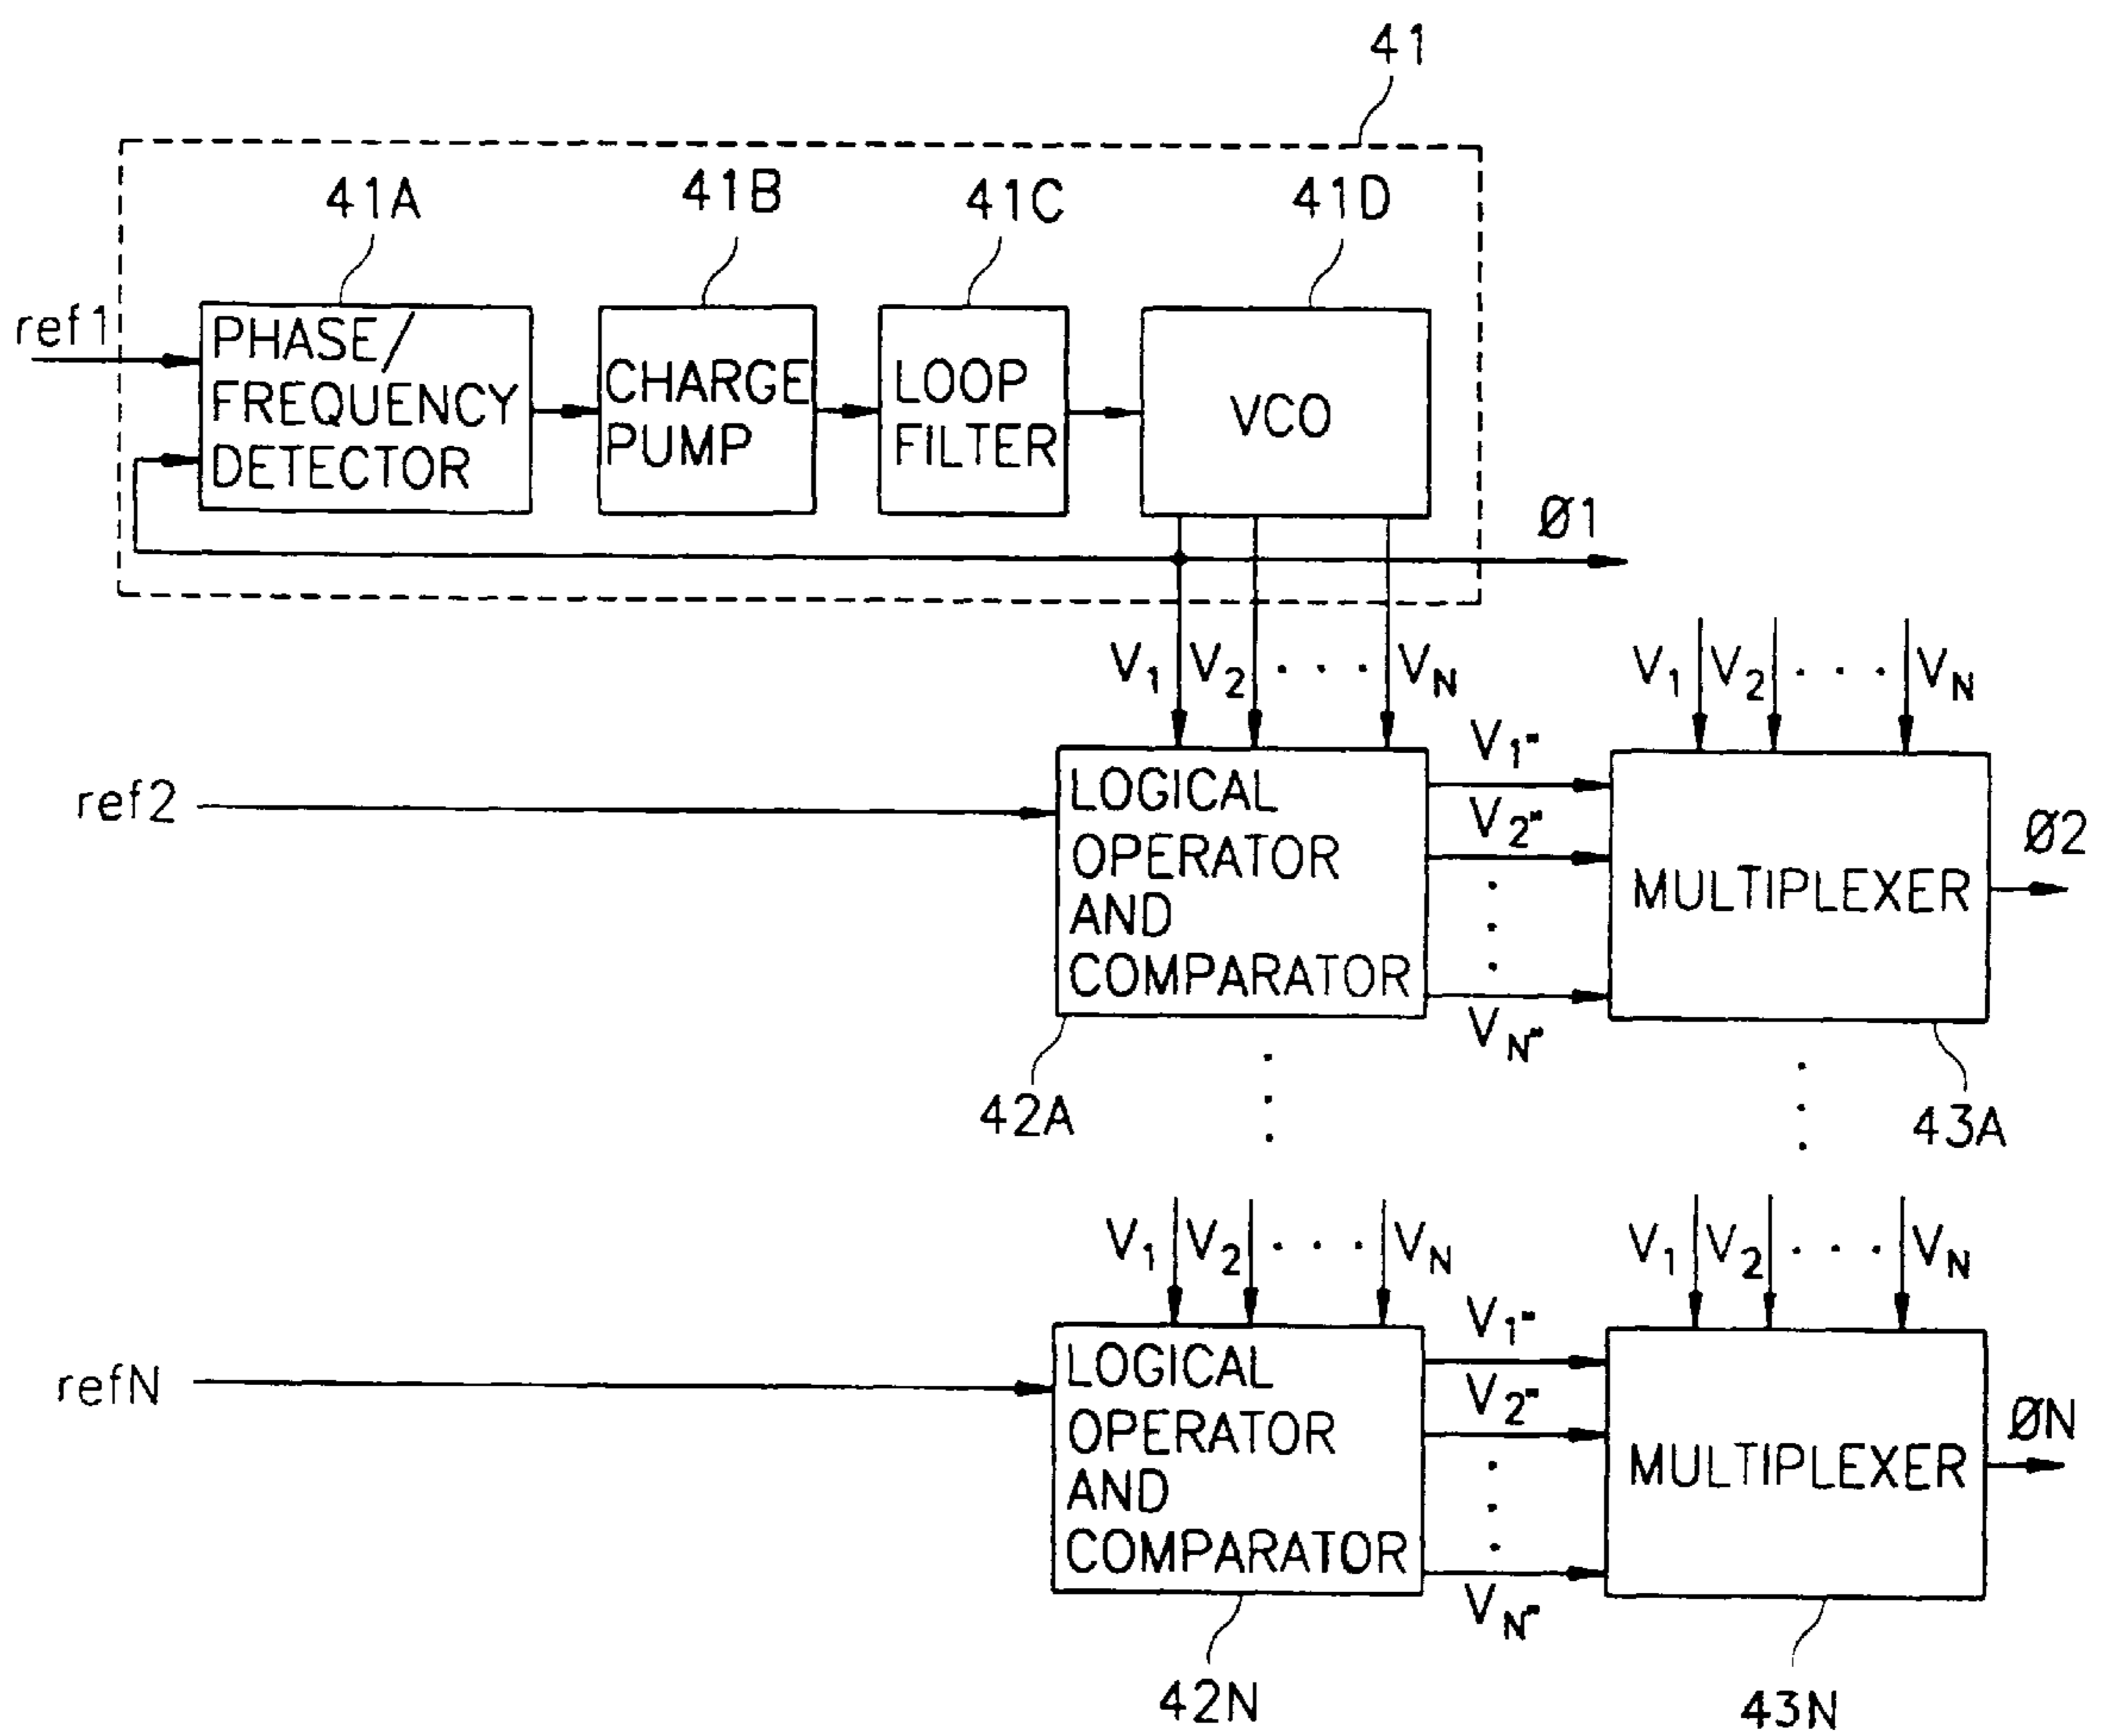 41
41A
41B
41C
41D
ref1
PHASE/
FREQUENCY
DETECTOR
CHARGE
PUMP
LOOP
FILTER
VCO
Ø1
V1 V2 . . . VN
V1 V2 . . . VN
ref2
LOGICAL
OPERATOR
AND
COMPARATOR
V1"
V2"
VN"
MULTIPLEXER
Ø2
42A
43A
V1 V2 . . . VN
V1 V2 . . . VN
refN
LOGICAL
OPERATOR
AND
COMPARATOR
V1"
V2"
VN"
MULTIPLEXER
ØN
42N
43N